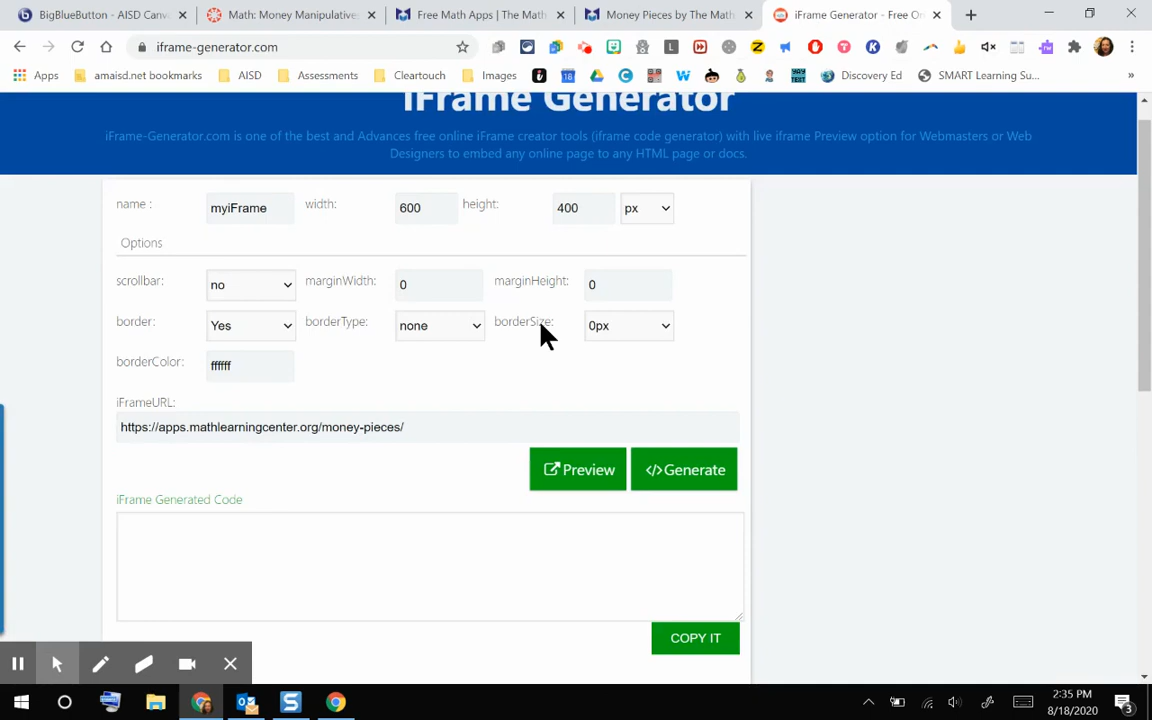 BigBlueButton - AISD Canv
Math: Money Manipulatives
Free Math Apps | The Math
Money Pieces by The Math
iFrame Generator - Free On
iframe-generator.com
Apps
amaisd.net bookmarks
AISD
Assessments
Cleartouch
Images
Discovery Ed
SMART Learning Su...
iFrame Generator
iFrame-Generator.com is one of the best and Advances free online iFrame creator tools (iframe code generator) with live iframe Preview option for Webmasters or Web
Designers to embed any online page to any HTML page or docs.
name : myiFrame width: 600 height: 400 px
Options
scrollbar: no marginWidth: 0 marginHeight: 0
border: Yes borderType: none borderSize: 0px
borderColor: ffffff
iFrameURL:
https://apps.mathlearningcenter.org/money-pieces/
Preview
</>Generate
iFrame Generated Code
COPY IT
2:35 PM
8/18/2020
3